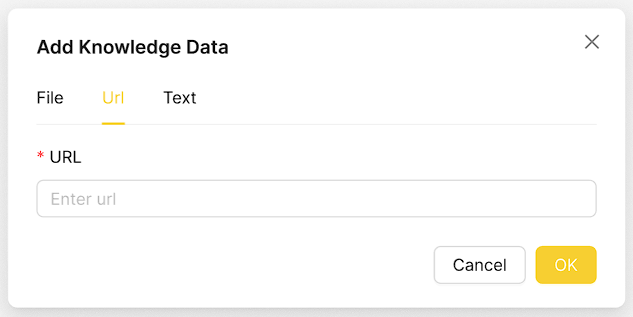 Add Knowledge Data
File Url Text
* URL
Enter url
Cancel OK